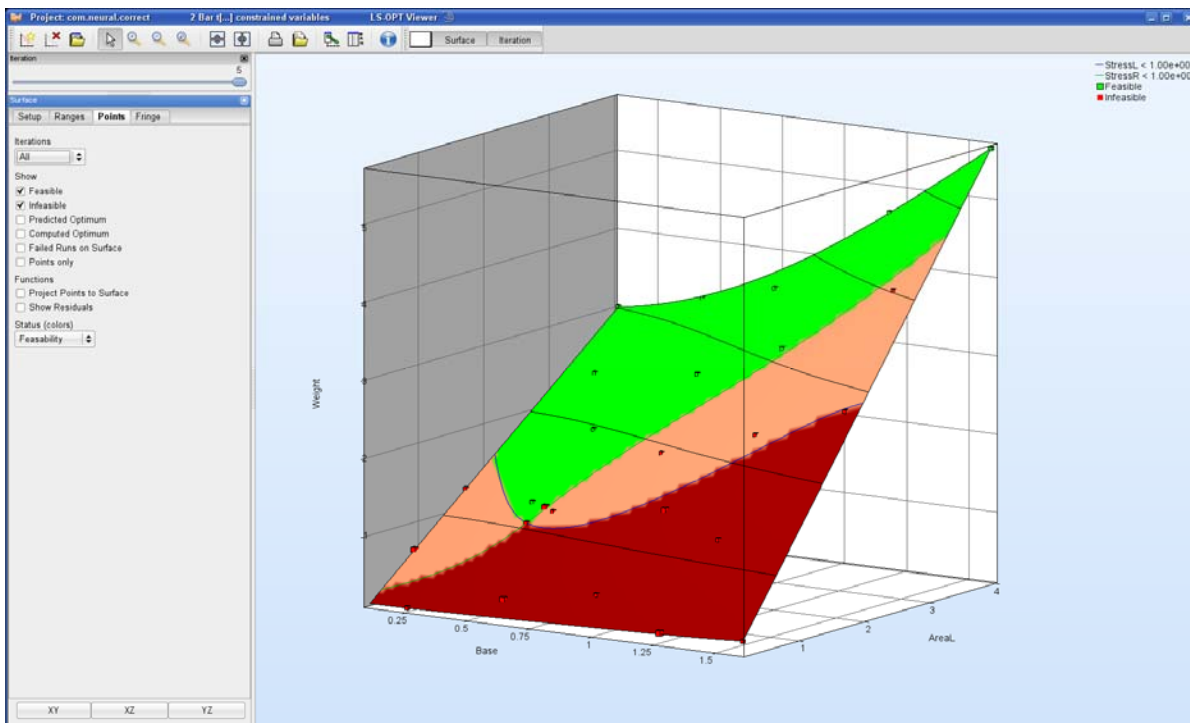 Project: com.neural.correct 2 Bar t[...] constrained variables LS-OPT Viewer
Surface Iteration
Iteration
5
Surface
Setup Ranges Points Fringe
Iterations
All
Show
Feasible
Infeasible
Predicted Optimum
Computed Optimum
Failed Runs on Surface
Points only
Functions
Project Points to Surface
Show Residuals
Status (colors)
Feasability
XY XZ YZ
StressL < 1.00e+00
StressR < 1.00e+00
Feasible
Infeasible
Weight
5
4
3
2
0.25
0.5
0.75
1
1.25
1.5
Base
1
2
3
4
AreaL